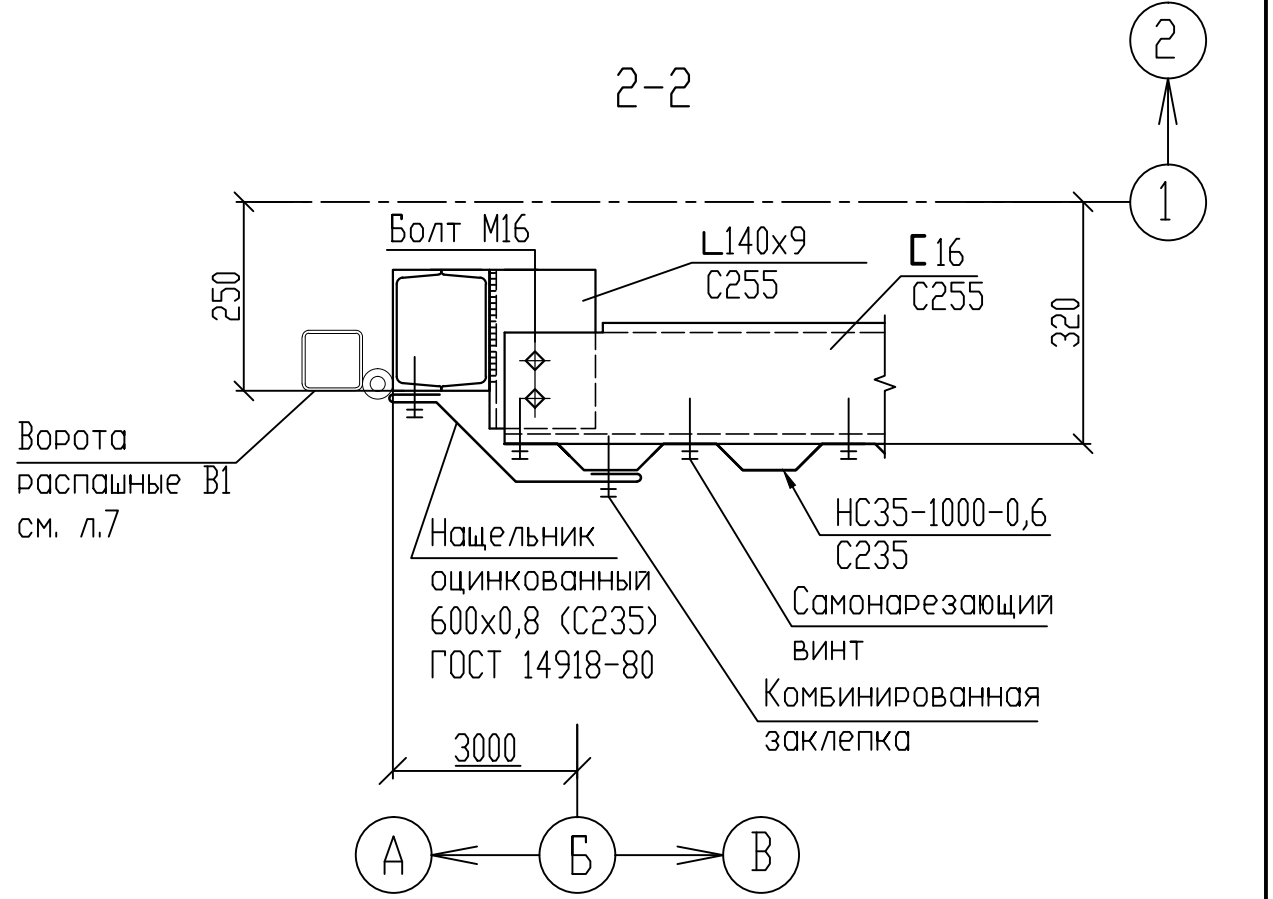 2-2
2
1
Болт М16
∟140х9
С255
[16
С255
250
320
Ворота
распашные В1
см. л.7
Нащельник
оцинкованный
600х0,8 (С235)
ГОСТ 14918-80
НС35-1000-0,6
С235
Самонарезающий
винт
Комбинированная
заклепка
3000
А
Б
В